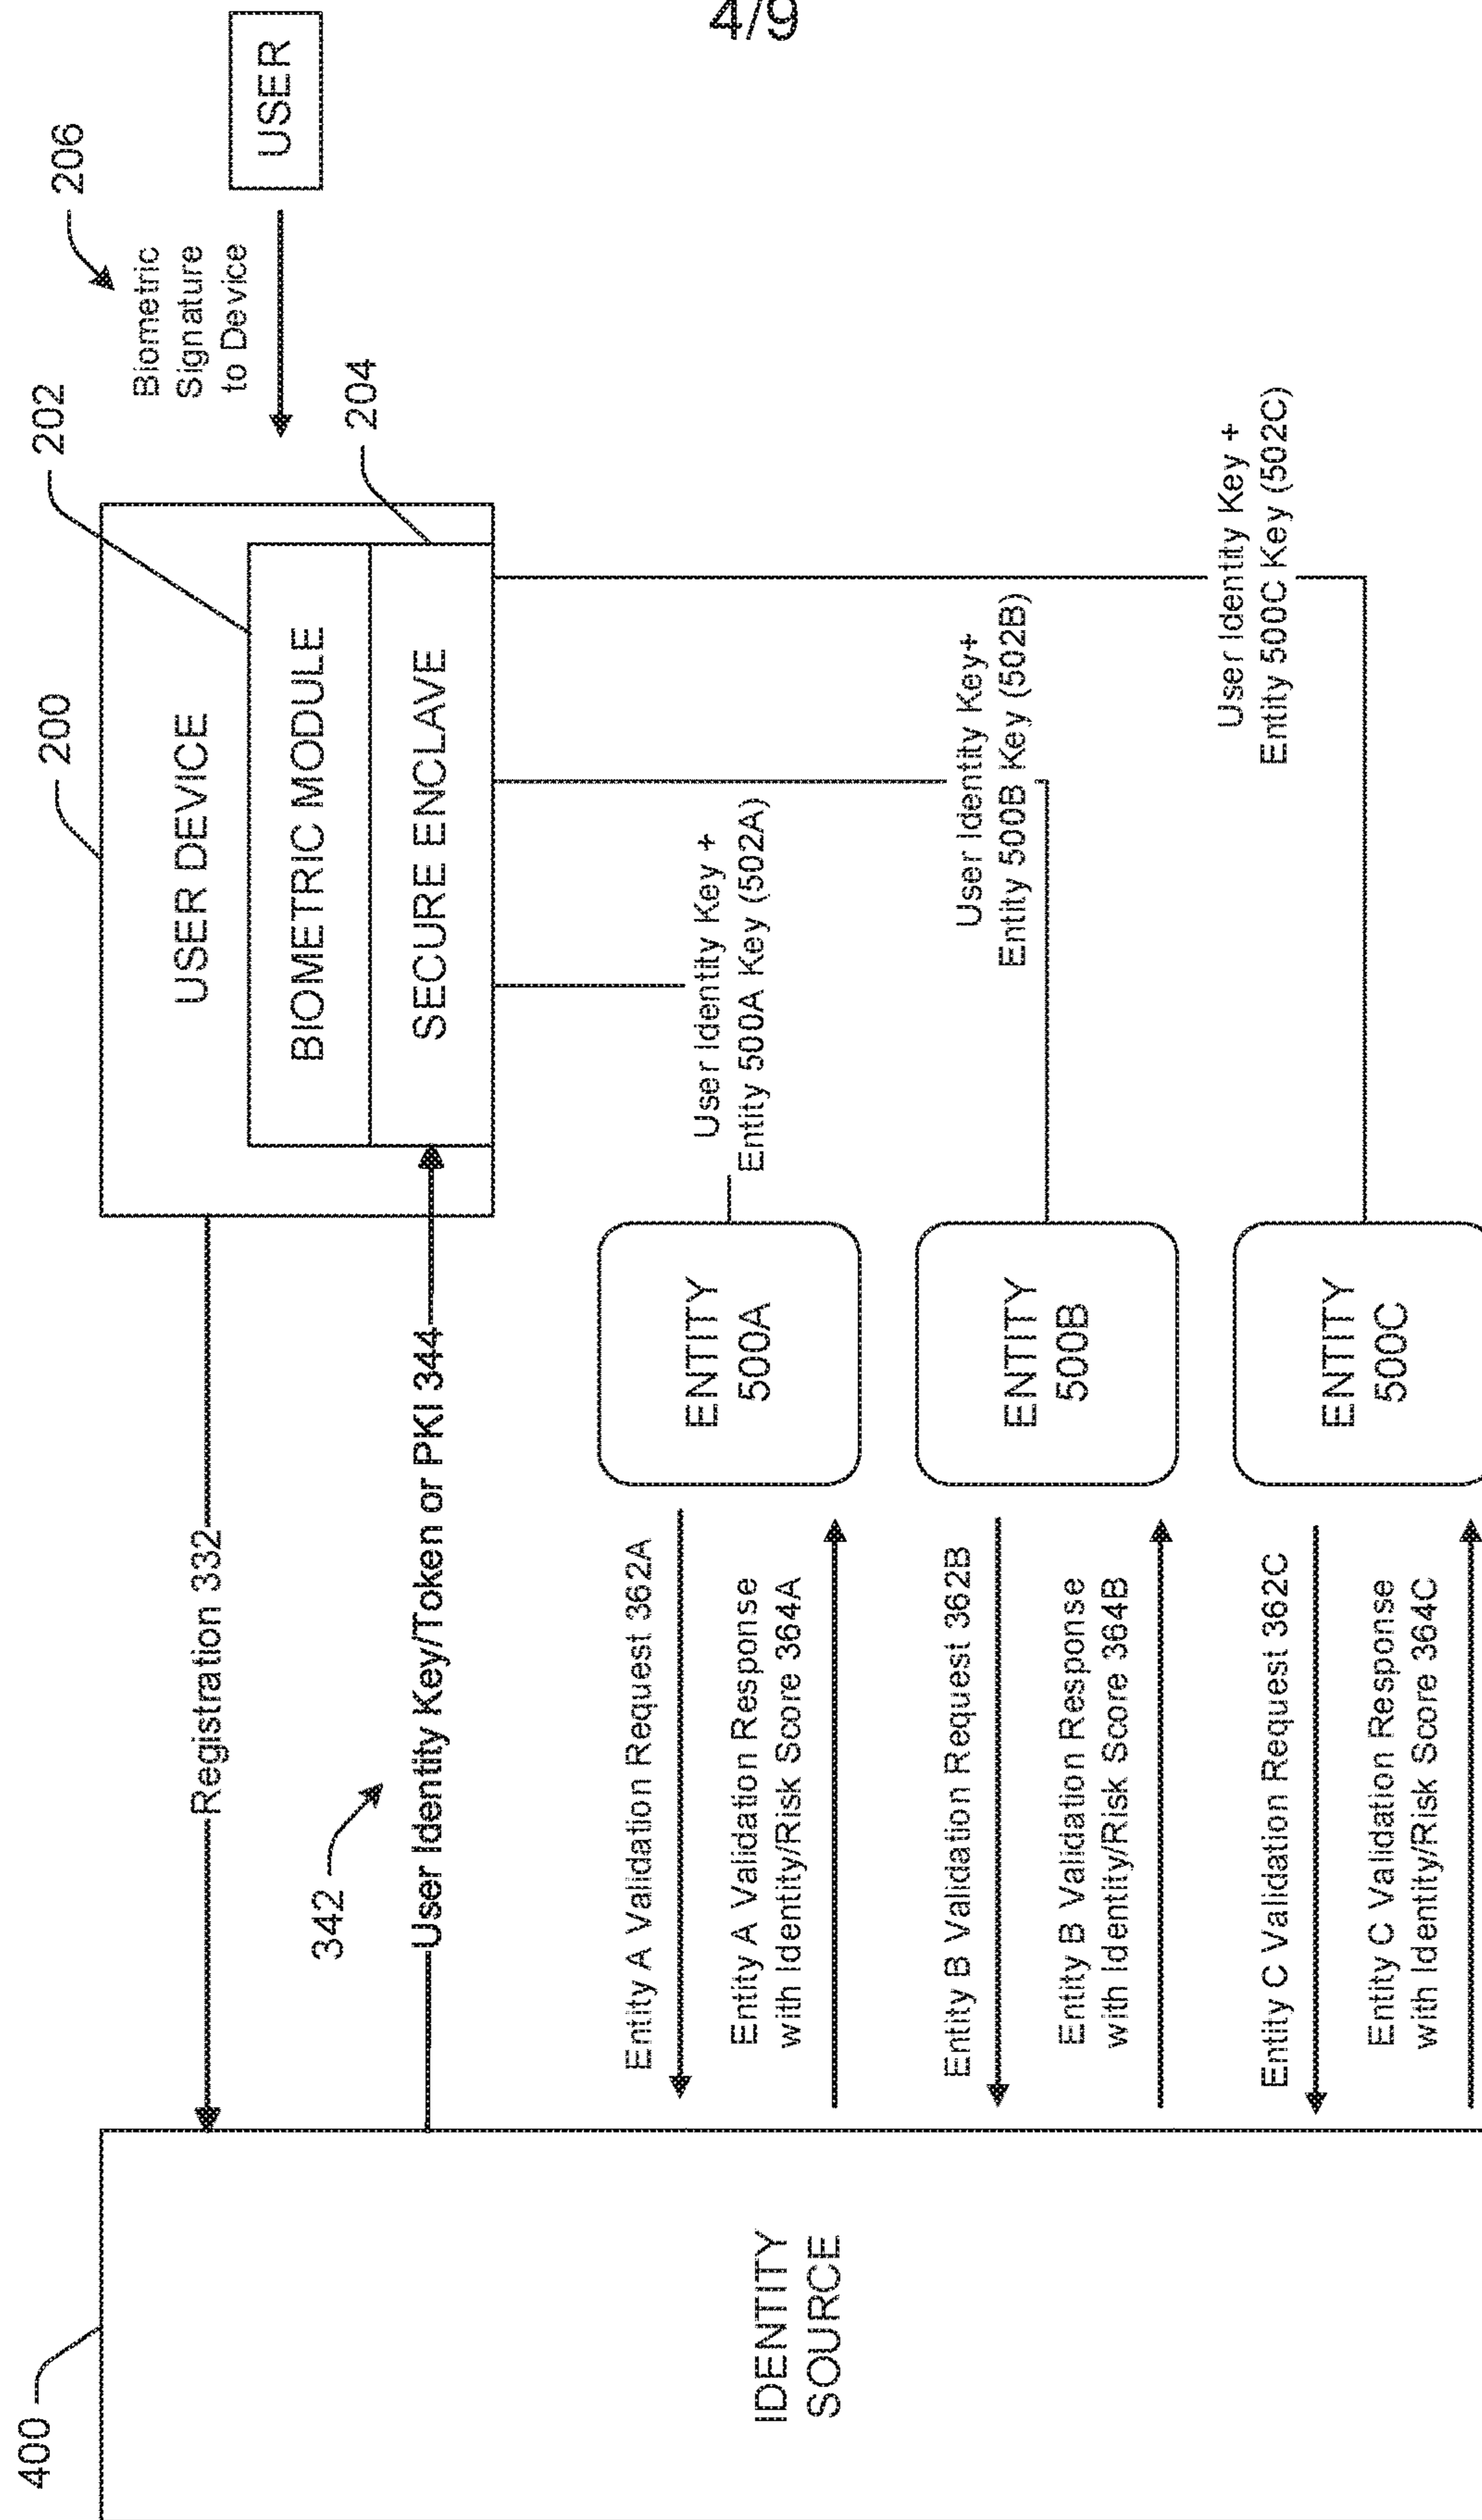 4/9
400
IDENTITY
SOURCE
Registration 332
342
User Identity Key/Token or PKI 344
200
USER DEVICE
202
BIOMETRIC MODULE
SECURE ENCLAVE
204
206
Biometric
Signature
to Device
USER
Entity A Validation Request 362A
Entity A Validation Response
with Identity/Risk Score 364A
ENTITY
500A
User Identity Key +
Entity 500A Key (502A)
Entity B Validation Request 362B
Entity B Validation Response
with Identity/Risk Score 364B
ENTITY
500B
User Identity Key+
Entity 500B Key (502B)
Entity C Validation Request 362C
Entity C Validation Response
with Identity/Risk Score 364C
ENTITY
500C
User Identity Key +
Entity 500C Key (502C)